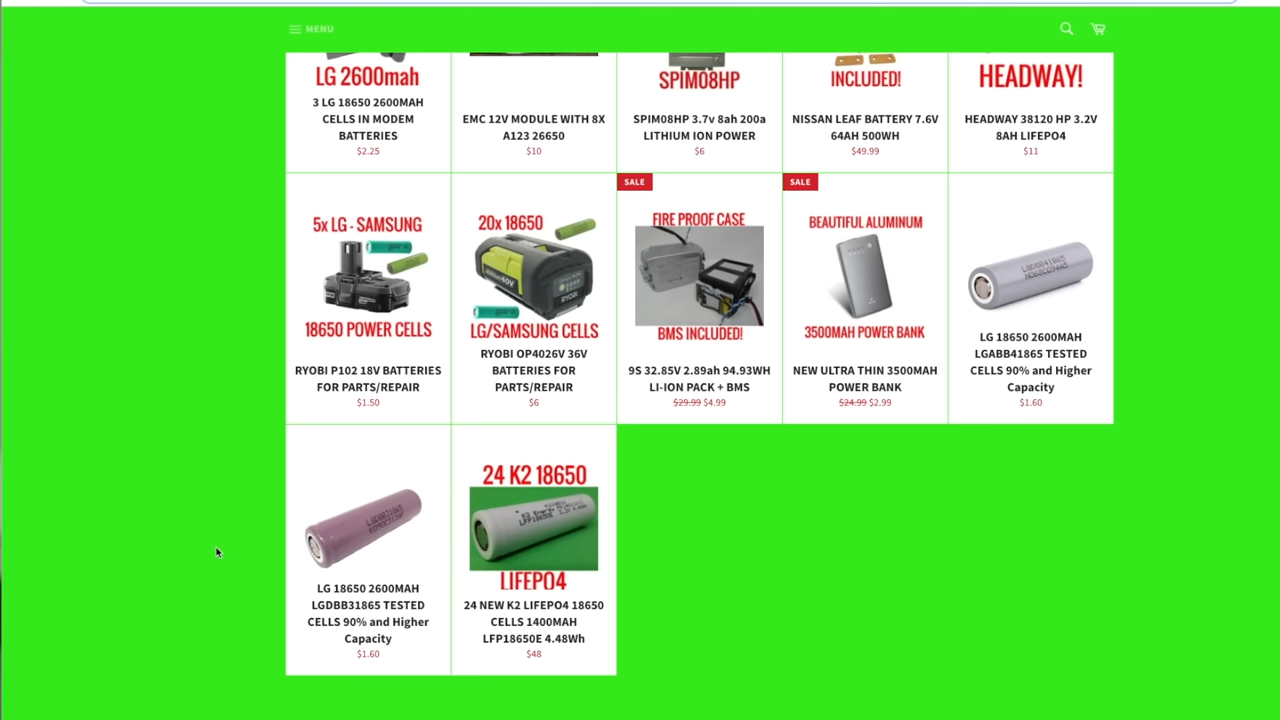 MENU
LG 2600mah
3 LG 18650 2600MAH
CELLS IN MODEM
BATTERIES
$2.25
EMC 12V MODULE WITH 8X
A123 26650
$10
SPIM08HP
SPIM08HP 3.7v 8ah 200a
LITHIUM ION POWER
$6
INCLUDED!
NISSAN LEAF BATTERY 7.6V
64AH 500WH
$49.99
HEADWAY!
HEADWAY 38120 HP 3.2V
8AH LIFEPO4
$11
5x LG - SAMSUNG
18650 POWER CELLS
RYOBI P102 18V BATTERIES
FOR PARTS/REPAIR
$1.50
20x 18650
40V
RYOBI
LG/SAMSUNG CELLS
RYOBI OP4026V 36V
BATTERIES FOR
PARTS/REPAIR
$6
SALE
FIRE PROOF CASE
BMS INCLUDED!
9S 32.85V 2.89ah 94.93WH
LI-ION PACK + BMS
$29.99 $4.99
SALE
BEAUTIFUL ALUMINUM
3500MAH POWER BANK
NEW ULTRA THIN 3500MAH
POWER BANK
$24.99 $2.99
LG 18650 2600MAH
LGABB41865 TESTED
CELLS 90% and Higher
Capacity
$1.60
LG 18650 2600MAH
LGDBB31865 TESTED
CELLS 90% and Higher
Capacity
$1.60
24 K2 18650
LIFEPO4
24 NEW K2 LIFEPO4 18650
CELLS 1400MAH
LFP18650E 4.48Wh
$48